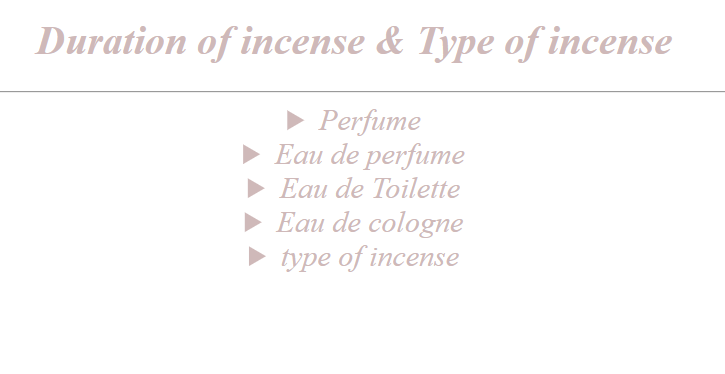 Duration of incense & Type of incense
Perfume
Eau de perfume
Eau de Toilette
Eau de cologne
type of incense